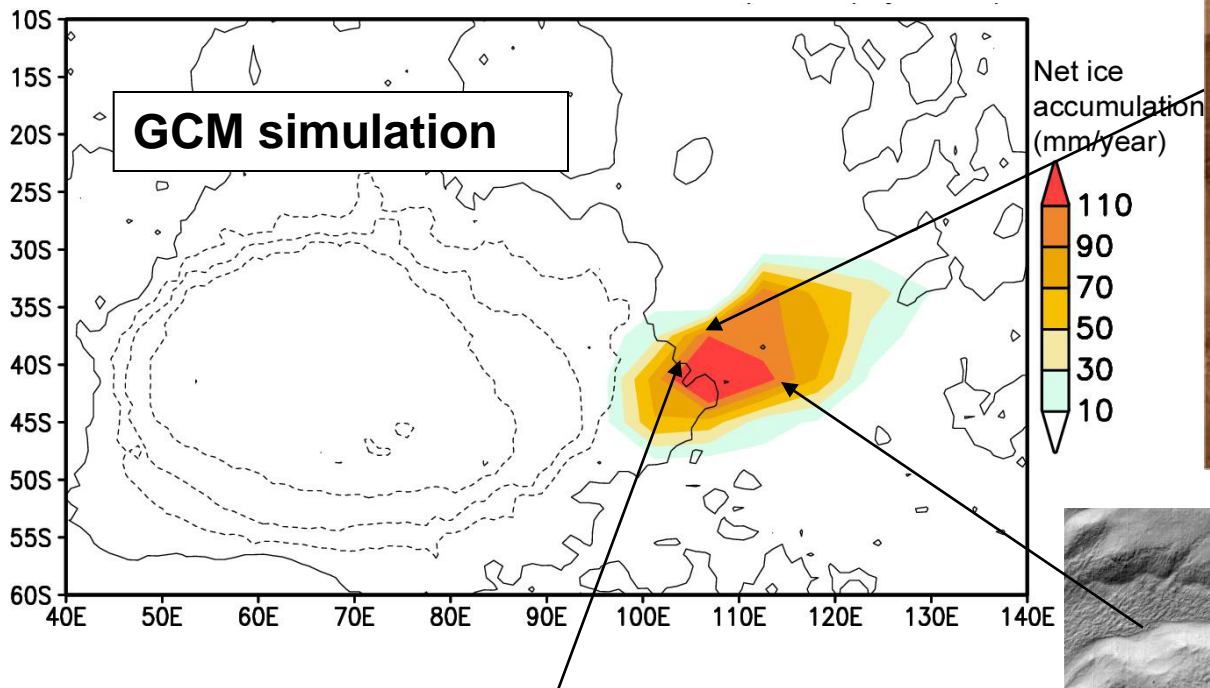 GCM simulation
10S
15S
20S
25S
30S
35S
40S
45S
50S
55S
60S
40E 50E 60E 70E 80E 90E 100E 110E 120E 130E 140E
Net ice
accumulation
(mm/year)
110
90
70
50
30
10